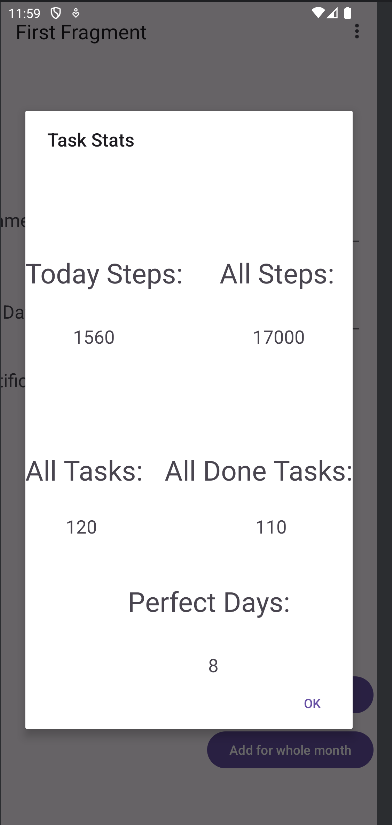 11:59
First Fragment
Task Stats
ame
Today Steps: All Steps:
Da
1560 17000
tific
All Tasks: All Done Tasks:
120 110
Perfect Days:
8
OK
Add for whole month